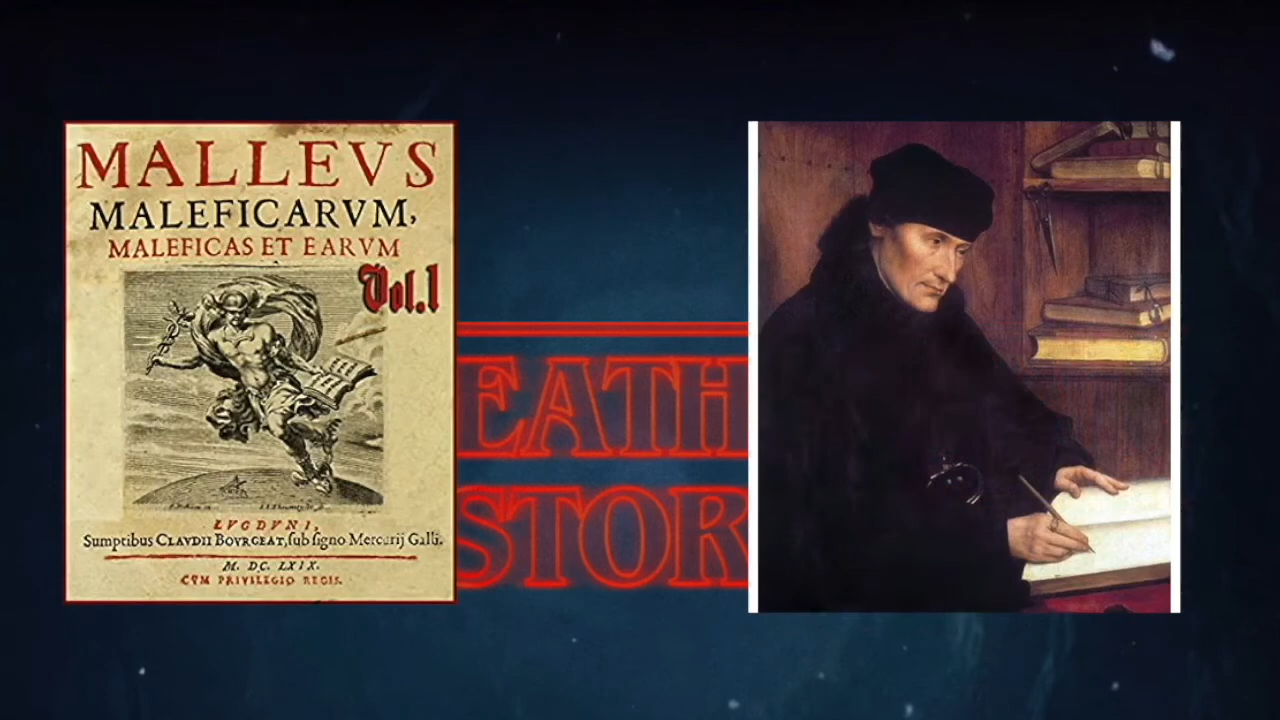 MALLEVS
MALEFICARVM,
MALEFICAS ET EARVM
Vol.1
LVGDVNI,
Sumptibus CLAVDII BOVRGEAT, sub signo Mercurij Galli.
M. DC. LXIX.
CVM PRIVILEGIO REGIS.
EATH
STOR